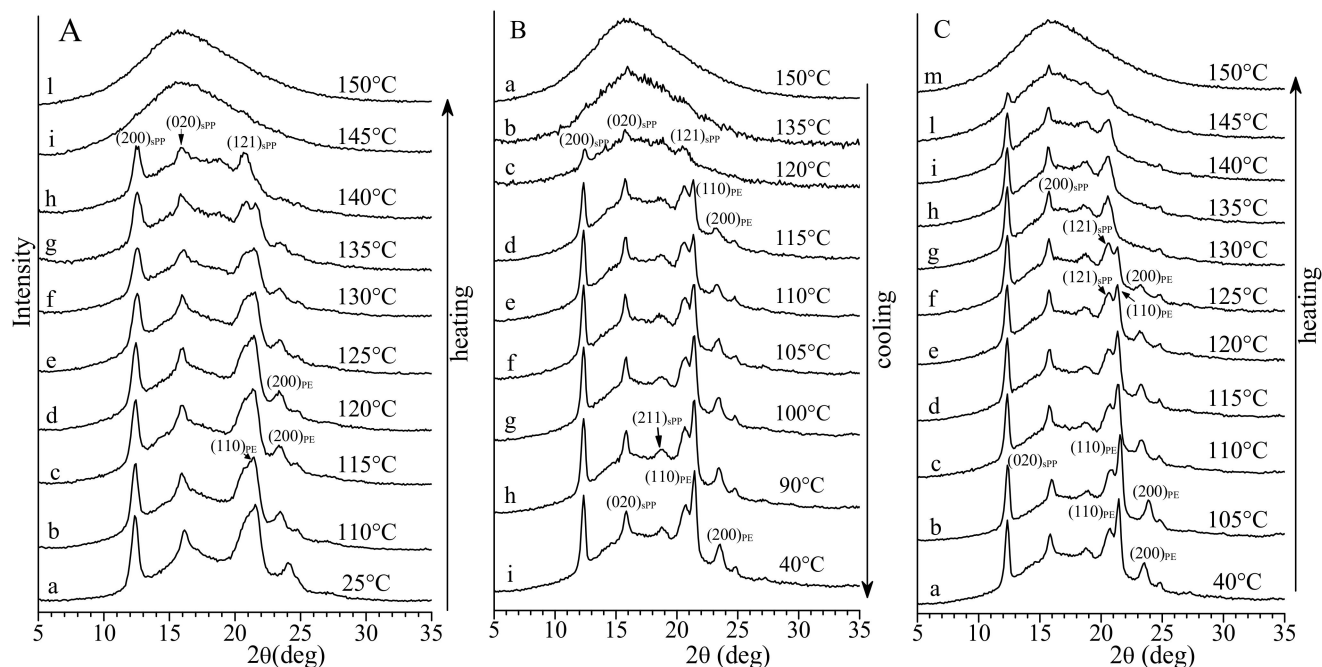 A
B
C
l
150°C
i
145°C
(200)sPP
(020)sPP
(121)sPP
h
140°C
g
135°C
f
130°C
e
125°C
(200)PE
d
120°C
(110)PE
(200)PE
c
115°C
b
110°C
a
25°C
Intensity
heating
5 10 15 20 25 30 35
2θ(deg)
a
150°C
b
135°C
(200)sPP
(020)sPP
(121)sPP
c
120°C
(110)PE
(200)PE
d
115°C
e
110°C
f
105°C
g
100°C
(211)sPP
(110)PE
h
90°C
(020)sPP
(200)PE
i
40°C
cooling
5 10 15 20 25 30 35
2θ (deg)
m
150°C
l
145°C
i
140°C
h
135°C
(200)sPP
g
130°C
(121)sPP
f
125°C
(121)sPP
(200)PE
(110)PE
e
120°C
d
115°C
c
110°C
(110)PE
(020)sPP
b
105°C
(200)PE
(110)PE
(200)PE
a
40°C
heating
5 10 15 20 25 30 35
2θ (deg)